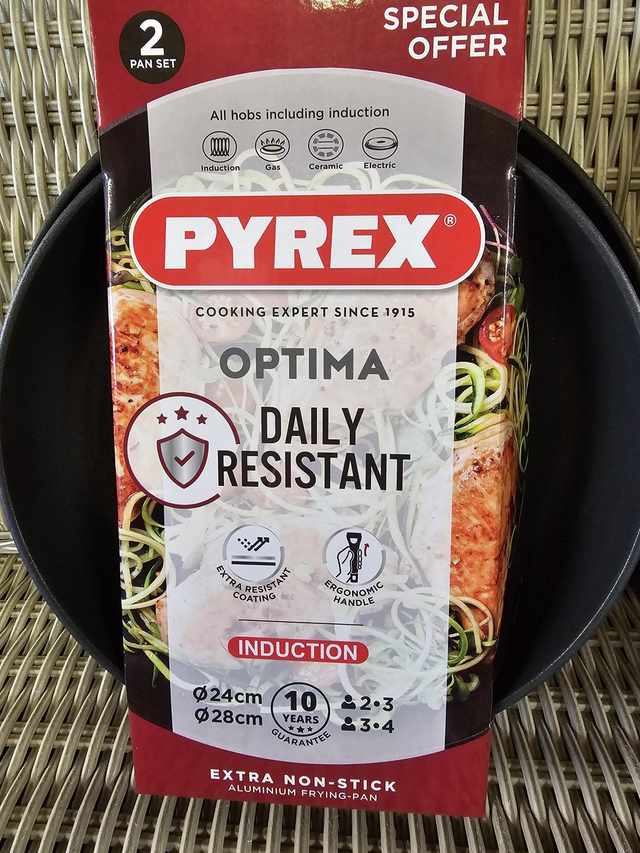 2
PAN SET
SPECIAL
OFFER
All hobs including induction
Induction Gas Ceramic Electric
PYREX®
COOKING EXPERT SINCE 1915
OPTIMA
DAILY
RESISTANT
EXTRA RESISTANT
COATING
ERGONOMIC
HANDLE
INDUCTION
Ø24cm
Ø28cm
10
YEARS
GUARANTEE
2•3
3•4
EXTRA NON-STICK
ALUMINIUM FRYING-PAN